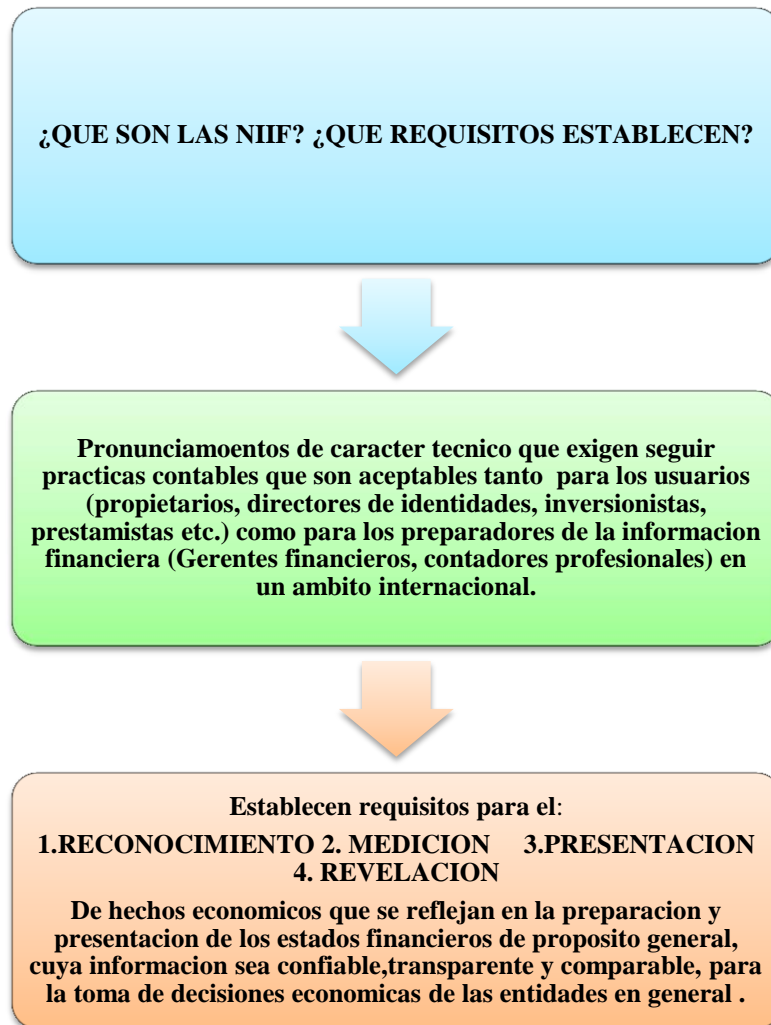 ¿QUE SON LAS NIIF? ¿QUE REQUISITOS ESTABLECEN?
Pronunciamoentos de caracter tecnico que exigen seguir
practicas contables que son aceptables tanto para los usuarios
(propietarios, directores de identidades, inversionistas,
prestamistas etc.) como para los preparadores de la informacion
financiera (Gerentes financieros, contadores profesionales) en
un ambito internacional.
Establecen requisitos para el:
1.RECONOCIMIENTO 2. MEDICION 3.PRESENTACION
4. REVELACION
De hechos economicos que se reflejan en la preparacion y
presentacion de los estados financieros de proposito general,
cuya informacion sea confiable,transparente y comparable, para
la toma de decisiones economicas de las entidades en general .